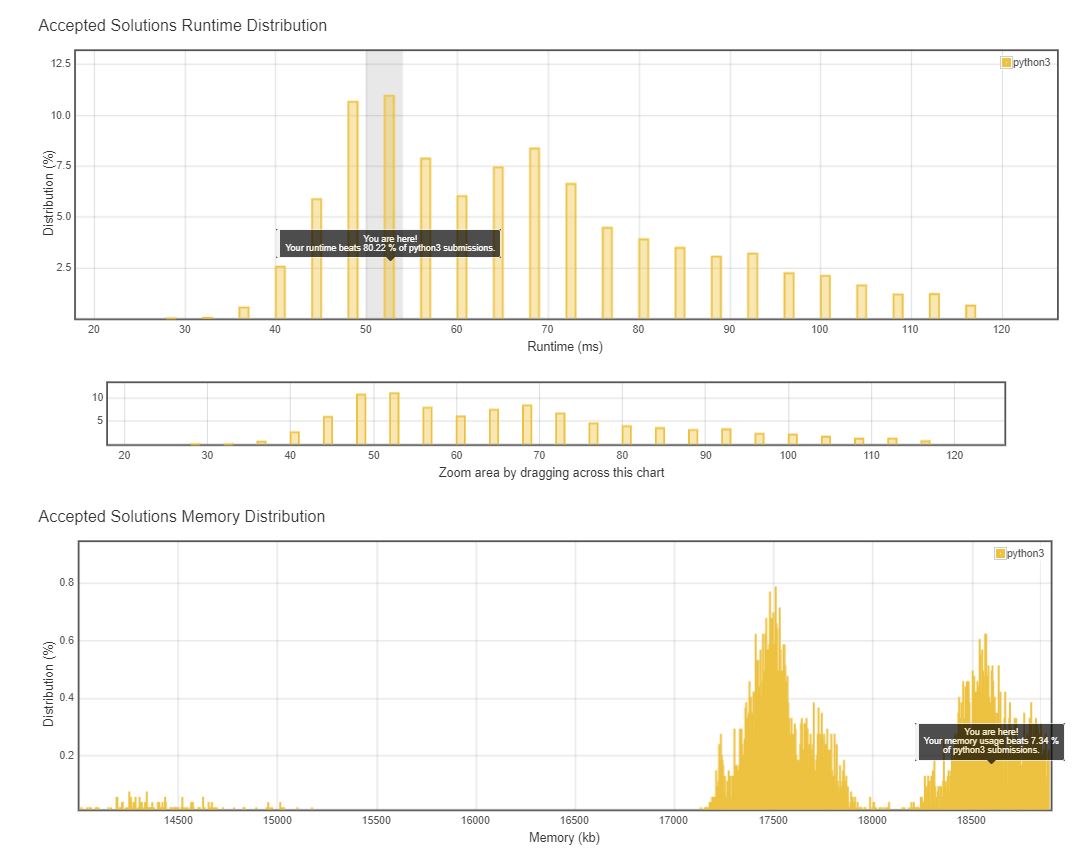 Accepted Solutions Runtime Distribution
12.5
python3
10.0
7.5
Distribution (%)
5.0
You are here!
Your runtime beats 80.22 % of python3 submissions.
2.5
20 30 40 50 60 70 80 90 100 110 120
Runtime (ms)
10
5
20 30 40 50 60 70 80 90 100 110 120
Zoom area by dragging across this chart
Accepted Solutions Memory Distribution
python3
0.8
0.6
Distribution (%)
0.4
You are here!
Your memory usage beats 7.34 %
of python3 submissions.
0.2
14500 15000 15500 16000 16500 17000 17500 18000 18500
Memory (kb)